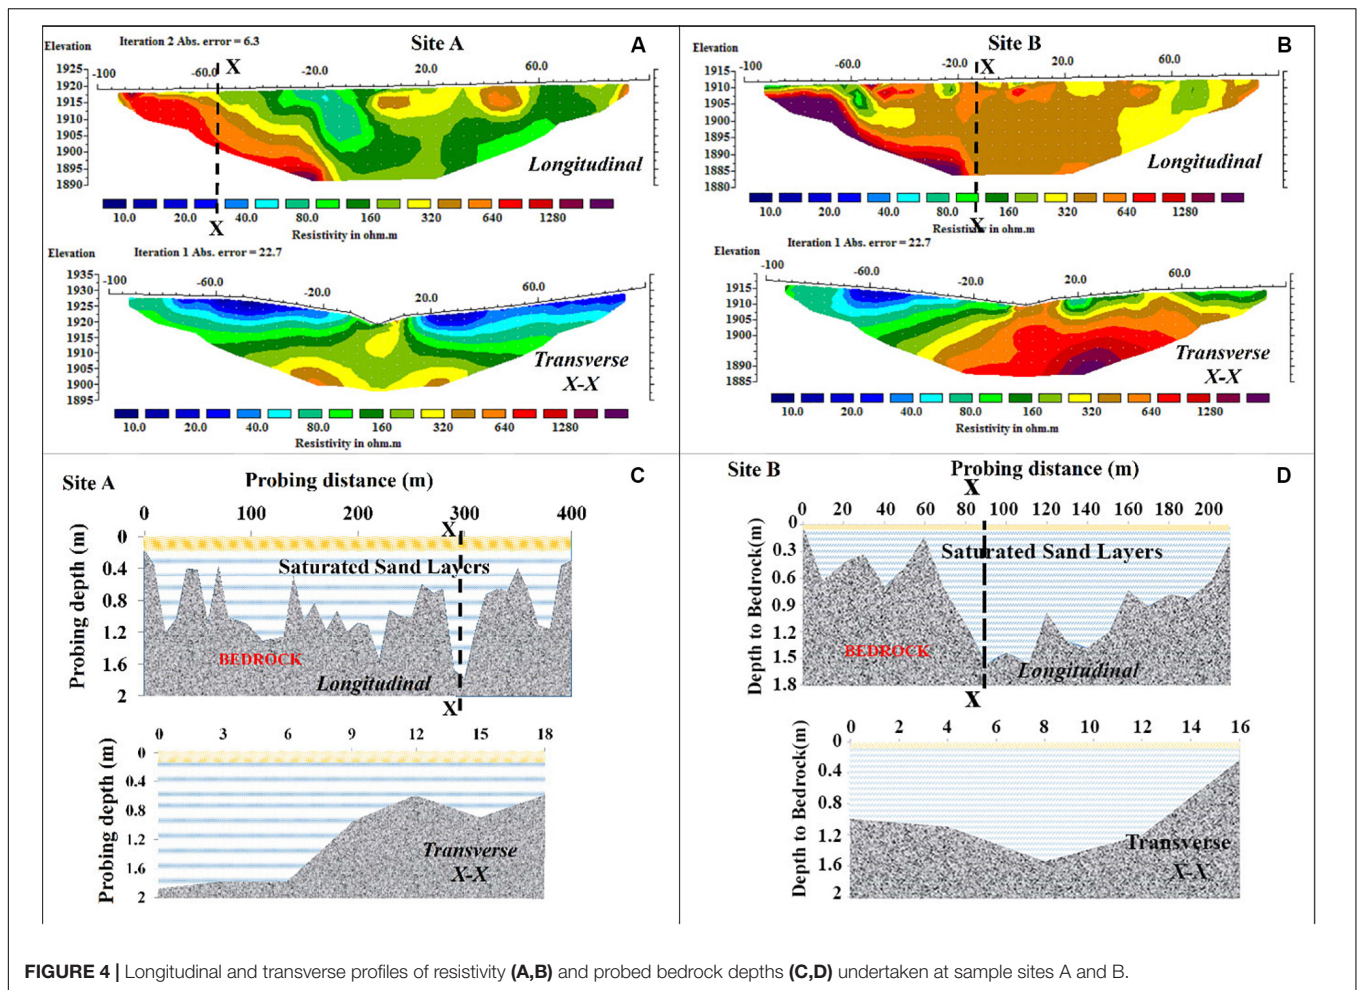 Site A
A
Iteration 2 Abs. error = 6.3
Elevation
X
-100 -60.0 -20.0 20.0 60.0
1925
1920
1915
1910
1905
1900
1895
1890
Longitudinal
10.0 20.0 40.0 80.0 160 320 640 1280
X
Resistivity in ohm.m
Elevation
Iteration 1 Abs. error = 22.7
-100 -60.0 -20.0 20.0 60.0
1935
1930
1925
1920
1915
1910
1905
1900
1895
Transverse
X-X
10.0 20.0 40.0 80.0 160 320 640 1280
Resistivity in ohm.m
Site B
B
Elevation
X
-100 -60.0 -20.0 20.0 60.0
1915
1910
1905
1900
1895
1890
1885
1880
Longitudinal
10.0 20.0 40.0 80.0 160 320 640 1280
X
Resistivity in ohm.m
Iteration 1 Abs. error = 22.7
Elevation
-100 -60.0 -20.0 20.0 60.0
1915
1910
1905
1900
1890
1885
Transverse
X-X
10.0 20.0 40.0 80.0 160 320 640 1280
Resistivity in ohm.m
Site A
Probing distance (m)
C
0 100 200 300 400
X
Probing depth (m)
0
0.4
0.8
1.2
1.6
2
Saturated Sand Layers
BEDROCK
Longitudinal
X
0 3 6 9 12 15 18
Probing depth (m)
0
0.4
0.8
1.2
1.6
2
Transverse
X-X
Site B
Probing distance (m)
D
X
0 20 40 60 80 100 120 140 160 180 200
Depth to Bedrock(m)
0
0.3
0.6
0.9
1.2
1.5
1.8
Saturated Sand Layers
BEDROCK
Longitudinal
X
0 2 4 6 8 10 12 14 16
Depth to Bedrock(m)
0
0.4
0.8
1.2
1.6
2
Transverse
X-X
FIGURE 4 | Longitudinal and transverse profiles of resistivity (A,B) and probed bedrock depths (C,D) undertaken at sample sites A and B.